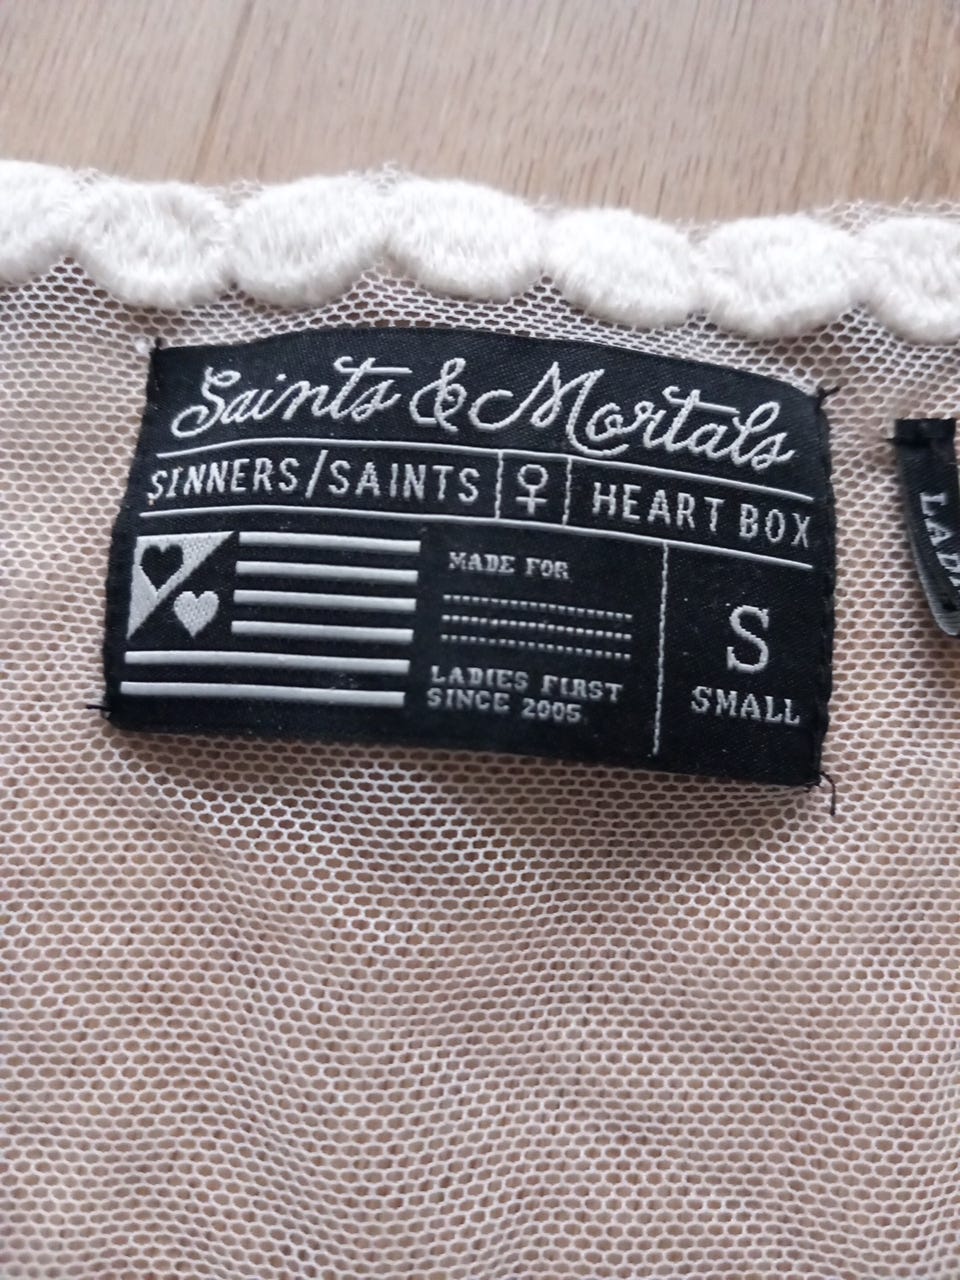 Saints & Mortals
SINNERS/SAINTS ♀ HEART BOX
MADE FOR
LADIES FIRST
SINCE 2005
S
SMALL